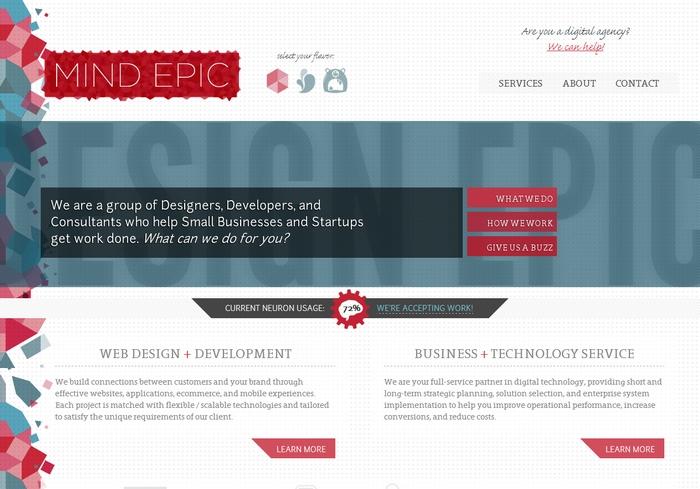 Are you a digital agency?
We can help!
MIND EPIC
select your flavor:
SERVICES ABOUT CONTACT
DESIGN EPIC
We are a group of Designers, Developers, and
Consultants who help Small Businesses and Startups
get work done. What can we do for you?
WHAT WE DO
HOW WE WORK
GIVE US A BUZZ
CURRENT NEURON USAGE: 72% WE'RE ACCEPTING WORK!
WEB DESIGN + DEVELOPMENT
We build connections between customers and your brand through
effective websites, applications, ecommerce, and mobile experiences.
Each project is matched with flexible / scalable technologies and tailored
to satisfy the unique requirements of our client.
LEARN MORE
BUSINESS + TECHNOLOGY SERVICE
We are your full-service partner in digital technology, providing short and
long-term strategic planning, solution selection, and enterprise system
implementation to help you improve operational performance, increase
conversions, and reduce costs.
LEARN MORE